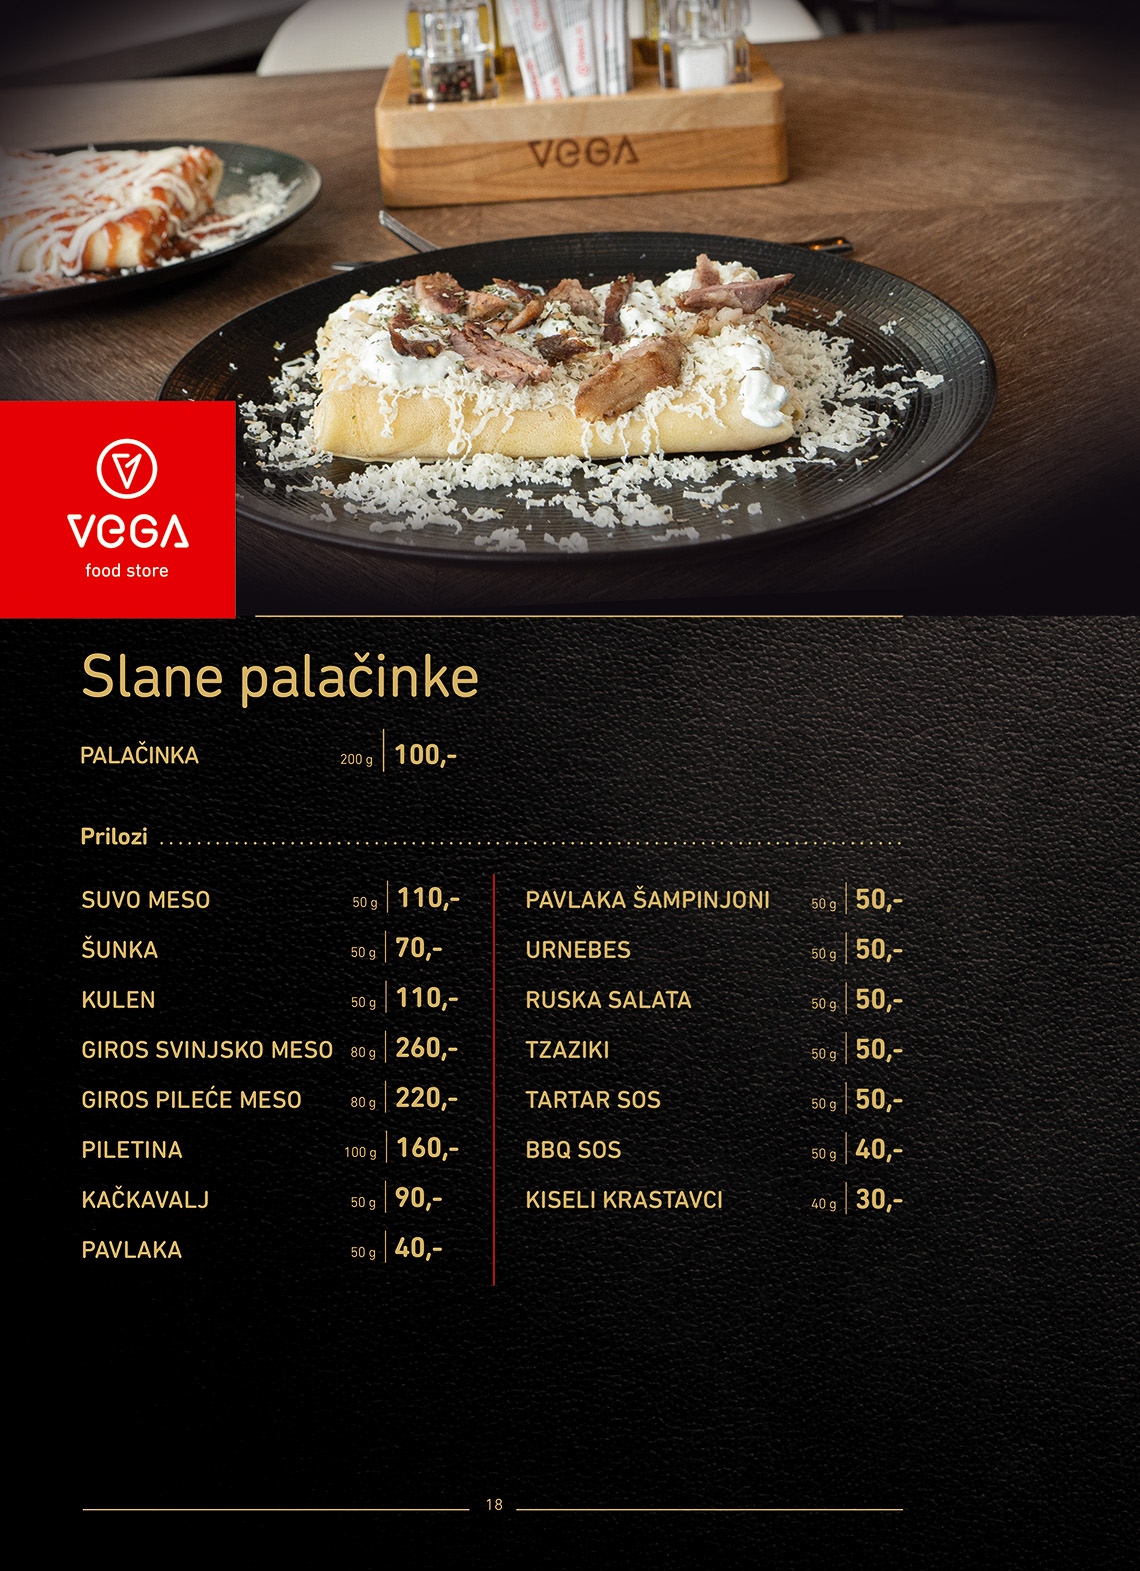 VEGA
VEGA
food store
Slane palačinke
PALAČINKA 200 g 100,-
Prilozi
SUVO MESO 50 g 110,-
ŠUNKA 50 g 70,-
KULEN 50 g 110,-
GIROS SVINJSKO MESO 80 g 260,-
GIROS PILEĆE MESO 80 g 220,-
PILETINA 100 g 160,-
KAČKAVALJ 50 g 90,-
PAVLAKA 50 g 40,-
PAVLAKA ŠAMPINJONI 50 g 50,-
URNEBES 50 g 50,-
RUSKA SALATA 50 g 50,-
TZAZIKI 50 g 50,-
TARTAR SOS 50 g 50,-
BBQ SOS 50 g 40,-
KISELI KRASTAVCI 40 g 30,-
18